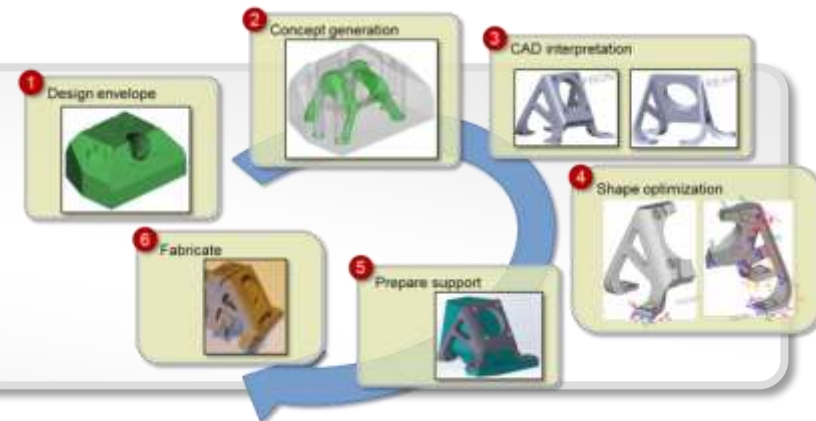 1
Design envelope
2
Concept generation
3
CAD interpretation
4
Shape optimization
5
Prepare support
6
Fabricate